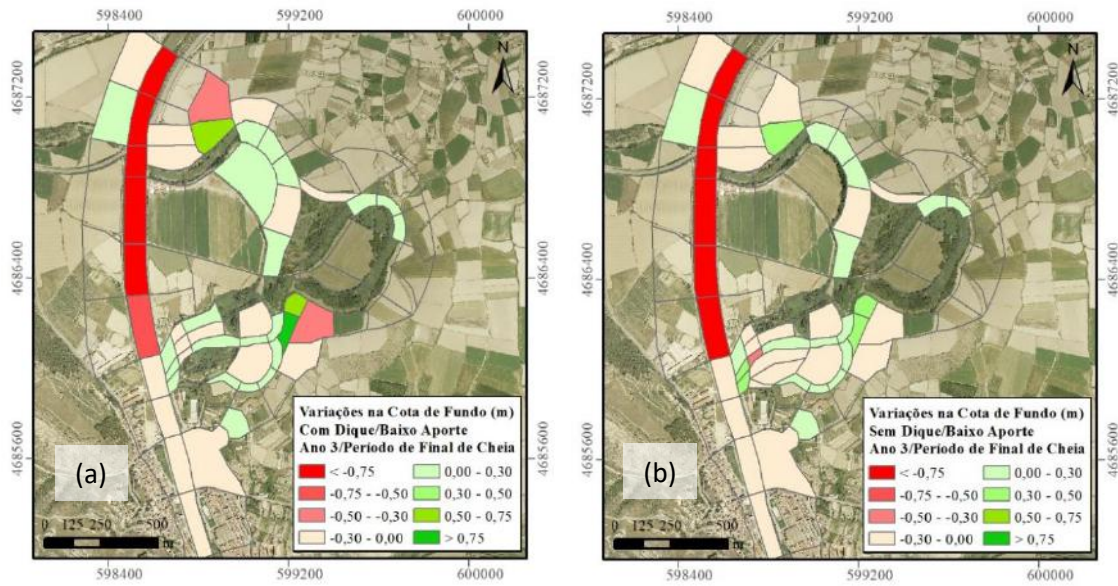 598400 599200 600000
598400 599200 600000
4687200
4686400
4685600
N
N
4687200
4686400
4685600
4687200
4686400
4685600
(a)
Variações na Cota de Fundo (m)
Com Dique/Baixo Aporte
Ano 3/Período de Final de Cheia
< -0,75 0,00 - 0,30
-0,75 - -0,50 0,30 - 0,50
-0,50 - -0,30 0,50 - 0,75
-0,30 - 0,00 > 0,75
0 125 250 500
m
598400 599200 600000
(b)
Variações na Cota de Fundo (m)
Sem Dique/Baixo Aporte
Ano 3/Período de Final de Cheia
< -0,75 0,00 - 0,30
-0,75 - -0,50 0,30 - 0,50
-0,50 - -0,30 0,50 - 0,75
-0,30 - 0,00 > 0,75
0 125 250 500
m
598400 599200 600000